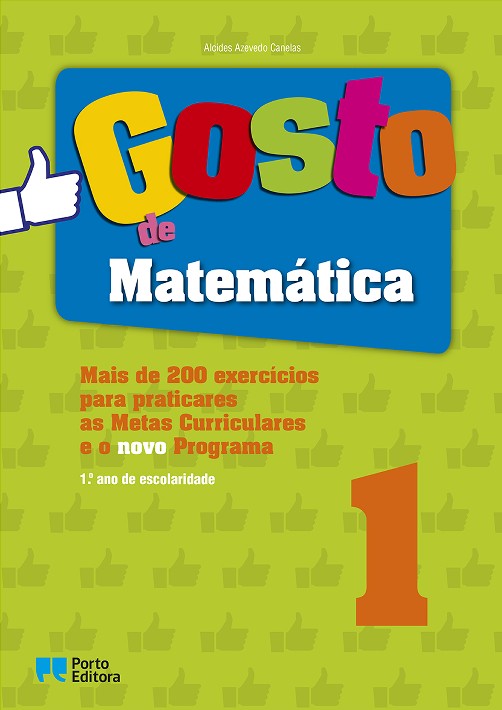 Alcides Azevedo Canelas
Gosto
de
Matemática
Mais de 200 exercícios
para praticares
as Metas Curriculares
e o novo Programa
1.º ano de escolaridade
1
Porto
Editora